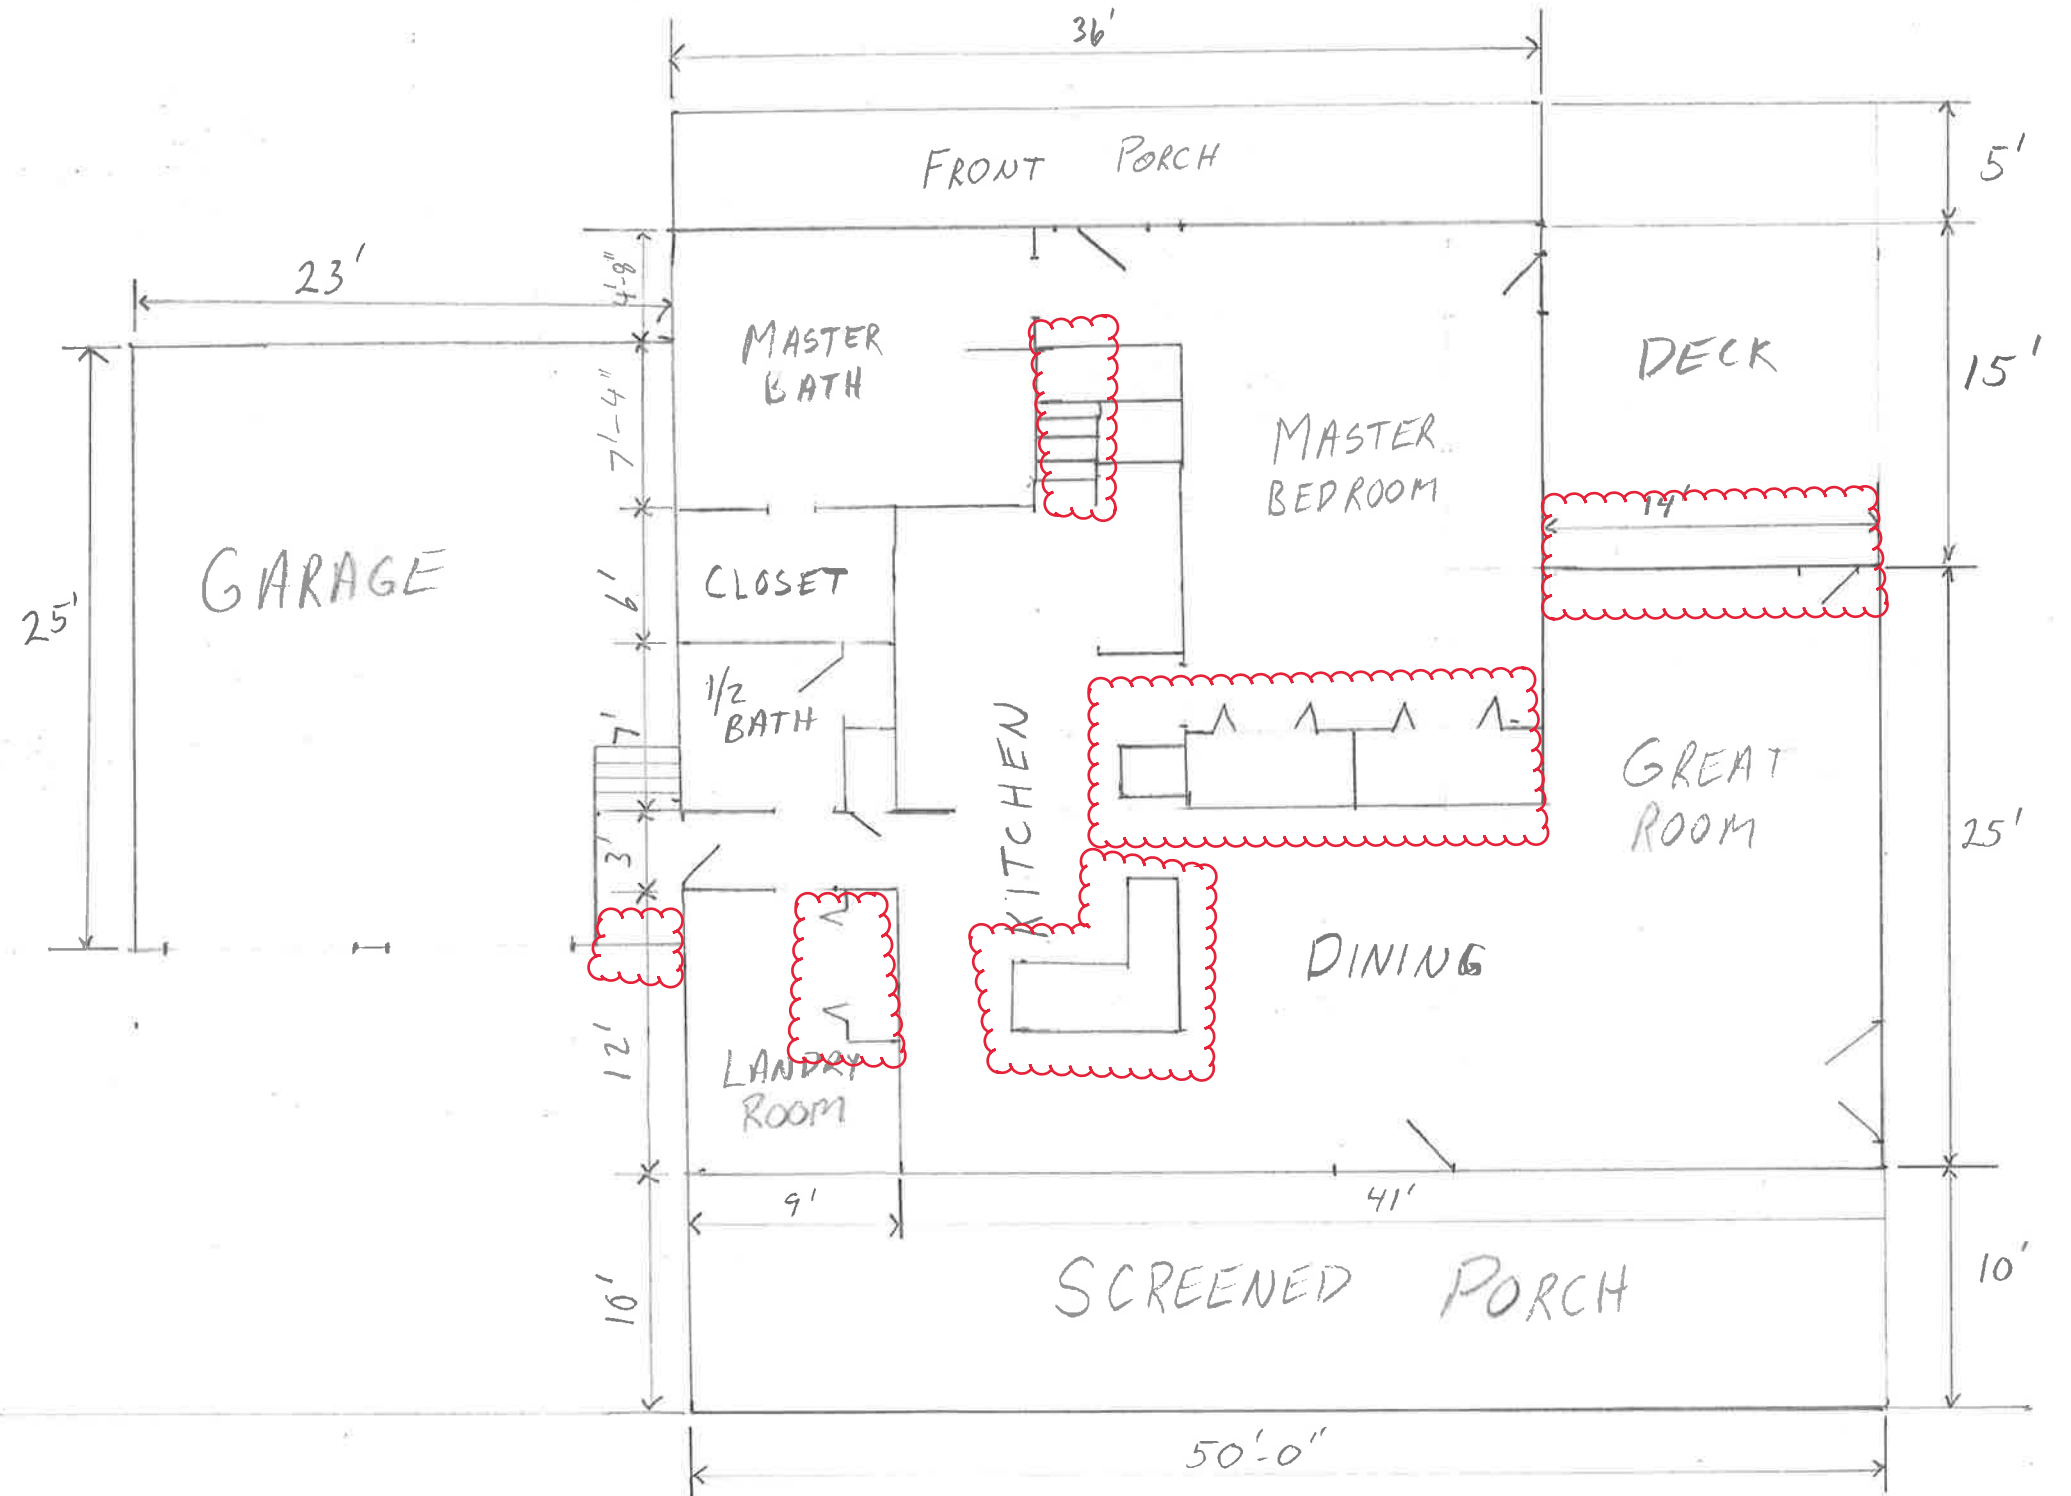 36'
FRONT PORCH
5'
23'
4'-8"
MASTER
BATH
DECK
15'
7'-4"
MASTER
BEDROOM
14'
GARAGE
25'
CLOSET
6'
1/2
BATH
7'
KITCHEN
GREAT
ROOM
25'
3'
DINING
12'
LANDRY
ROOM
9'
41'
SCREENED PORCH
10'
10'
50'-0"